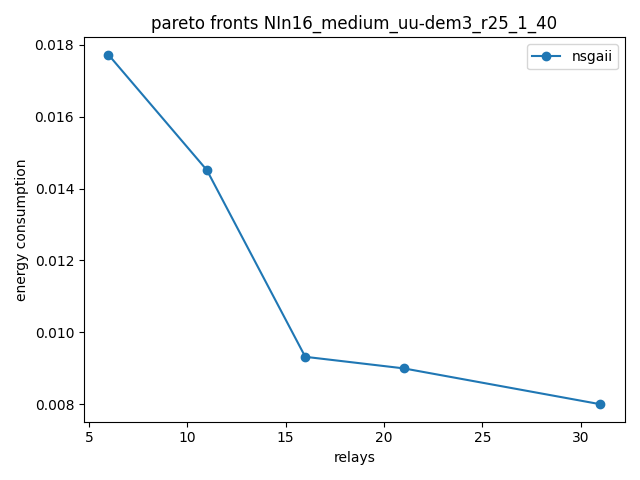 pareto fronts NIn16_medium_uu-dem3_r25_1_40
nsgaii
energy consumption
0.018
0.016
0.014
0.012
0.010
0.008
5 10 15 20 25 30
relays